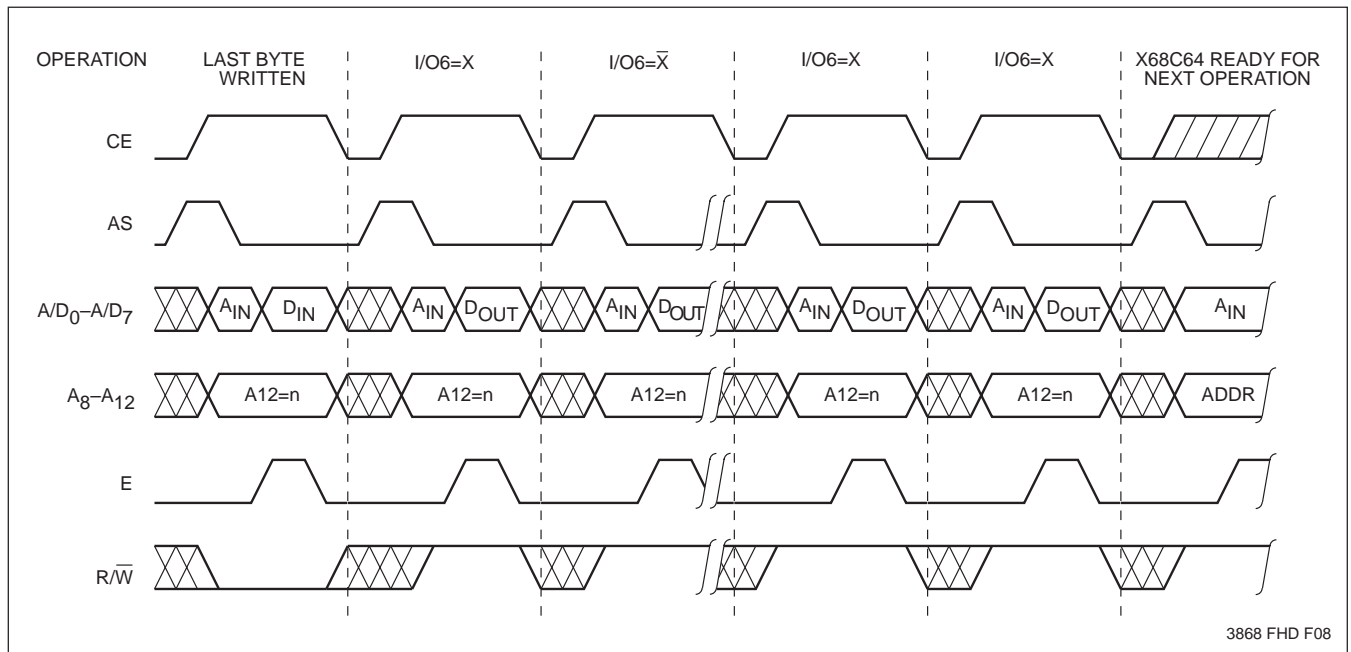 OPERATION LAST BYTE WRITTEN I/O6=X I/O6=X̅ I/O6=X I/O6=X X68C64 READY FOR NEXT OPERATION
CE
AS
A/D0–A/D7 AIN DIN AIN DOUT AIN DOUT AIN DOUT AIN DOUT AIN
A8–A12 A12=n A12=n A12=n A12=n A12=n ADDR
E
R/W̅
3868 FHD F08